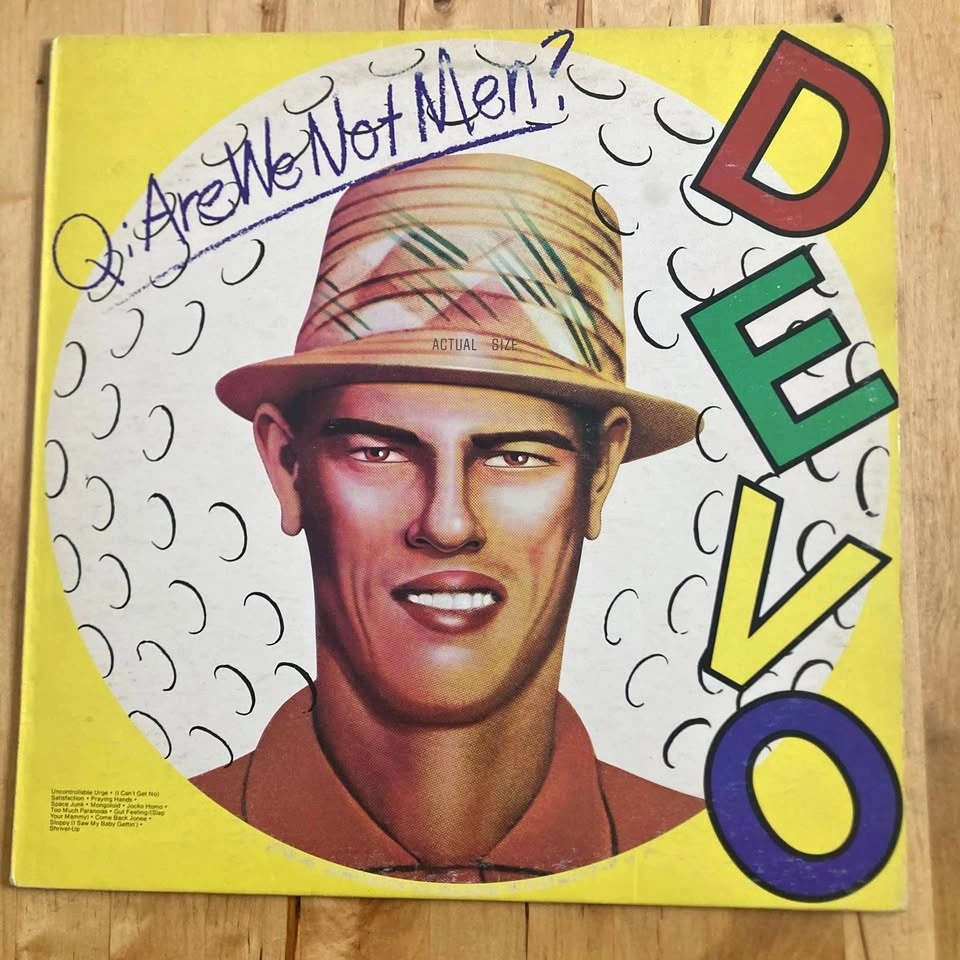 Q: Are We Not Men?
DEVO
ACTUAL SIZE
Uncontrollable Urge • (I Can't Get No)
Satisfaction • Praying Hands •
Space Junk • Mongoloid • Jocko Homo •
Too Much Paranoias • Gut Feeling/(Slap
Your Mammy) • Come Back Jonee •
Sloppy (I Saw My Baby Gettin') •
Shrivel-Up